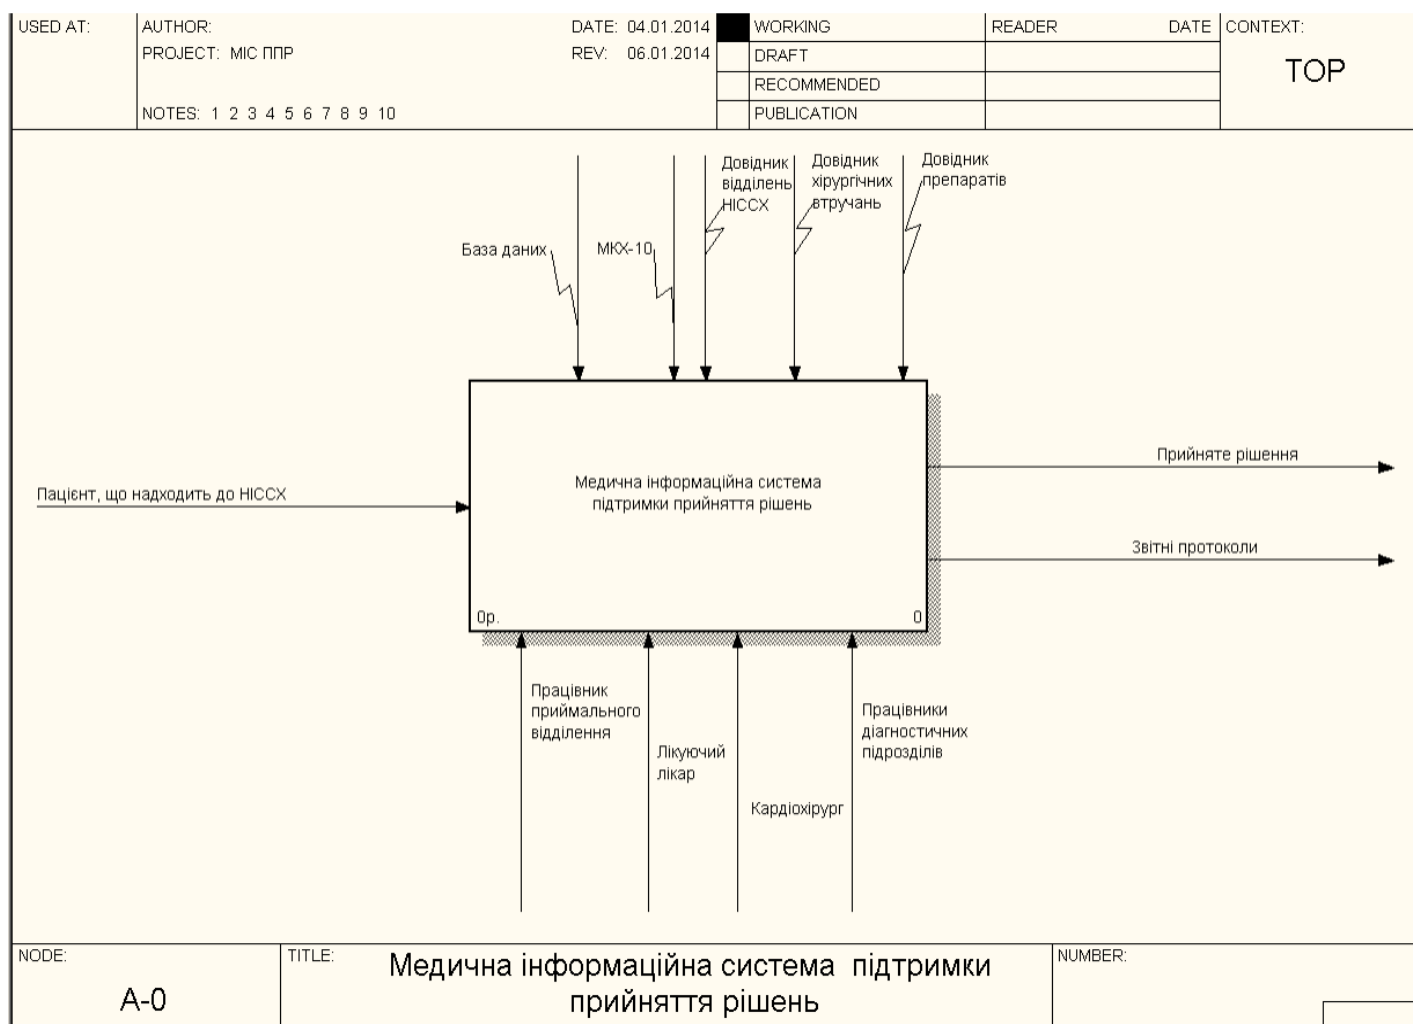 USED AT:
AUTHOR:
DATE: 04.01.2014
WORKING
READER
DATE
CONTEXT:
PROJECT: МІС ППР
REV: 06.01.2014
DRAFT
TOP
RECOMMENDED
NOTES: 1 2 3 4 5 6 7 8 9 10
PUBLICATION
Довідник
відділень
НІССХ
Довідник
хірургічних
втручань
Довідник
препаратів
База даних
МКХ-10
Пацієнт, що надходить до НІССХ
Медична інформаційна система
підтримки прийняття рішень
0р.
0
Прийняте рішення
Звітні протоколи
Працівник
приймального
відділення
Лікуючий
лікар
Кардіохірург
Працівники
діагностичних
підрозділів
NODE:
A-0
TITLE:
Медична інформаційна система підтримки
прийняття рішень
NUMBER: